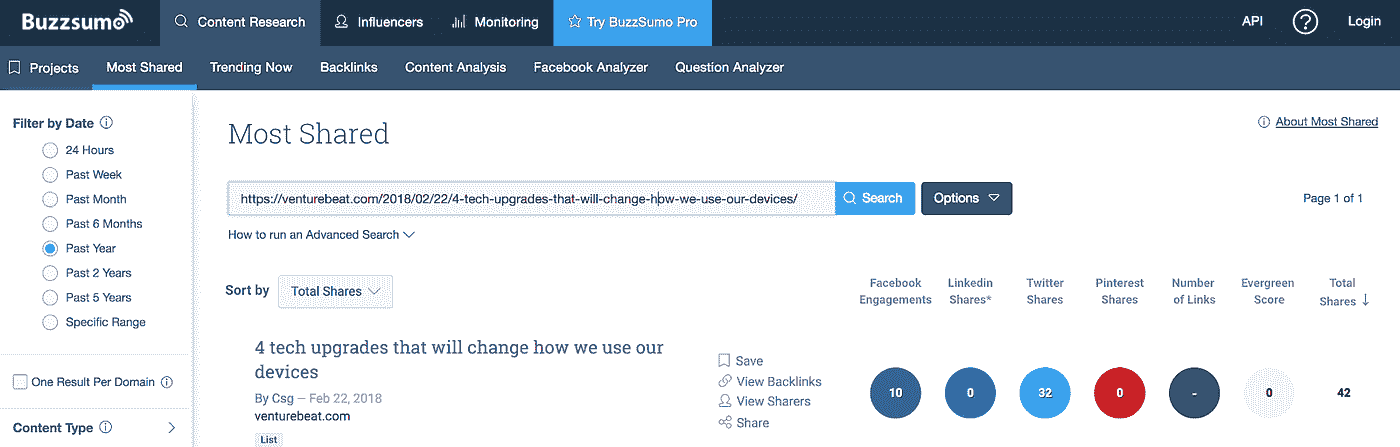 Buzzsumo Content Research Influencers Monitoring Try BuzzSumo Pro API ? Login
Projects Most Shared Trending Now Backlinks Content Analysis Facebook Analyzer Question Analyzer
Filter by Date
24 Hours
Past Week
Past Month
Past 6 Months
Past Year
Past 2 Years
Past 5 Years
Specific Range
One Result Per Domain
Content Type
Most Shared
About Most Shared
https://venturebeat.com/2018/02/22/4-tech-upgrades-that-will-change-how-we-use-our-devices/ Search Options
Page 1 of 1
How to run an Advanced Search
Sort by Total Shares
Facebook Engagements
Linkedin Shares*
Twitter Shares
Pinterest Shares
Number of Links
Evergreen Score
Total Shares ↓
4 tech upgrades that will change how we use our
devices
By Csg – Feb 22, 2018
venturebeat.com
List
Save
View Backlinks
View Sharers
Share
10 0 32 0 - 0 42